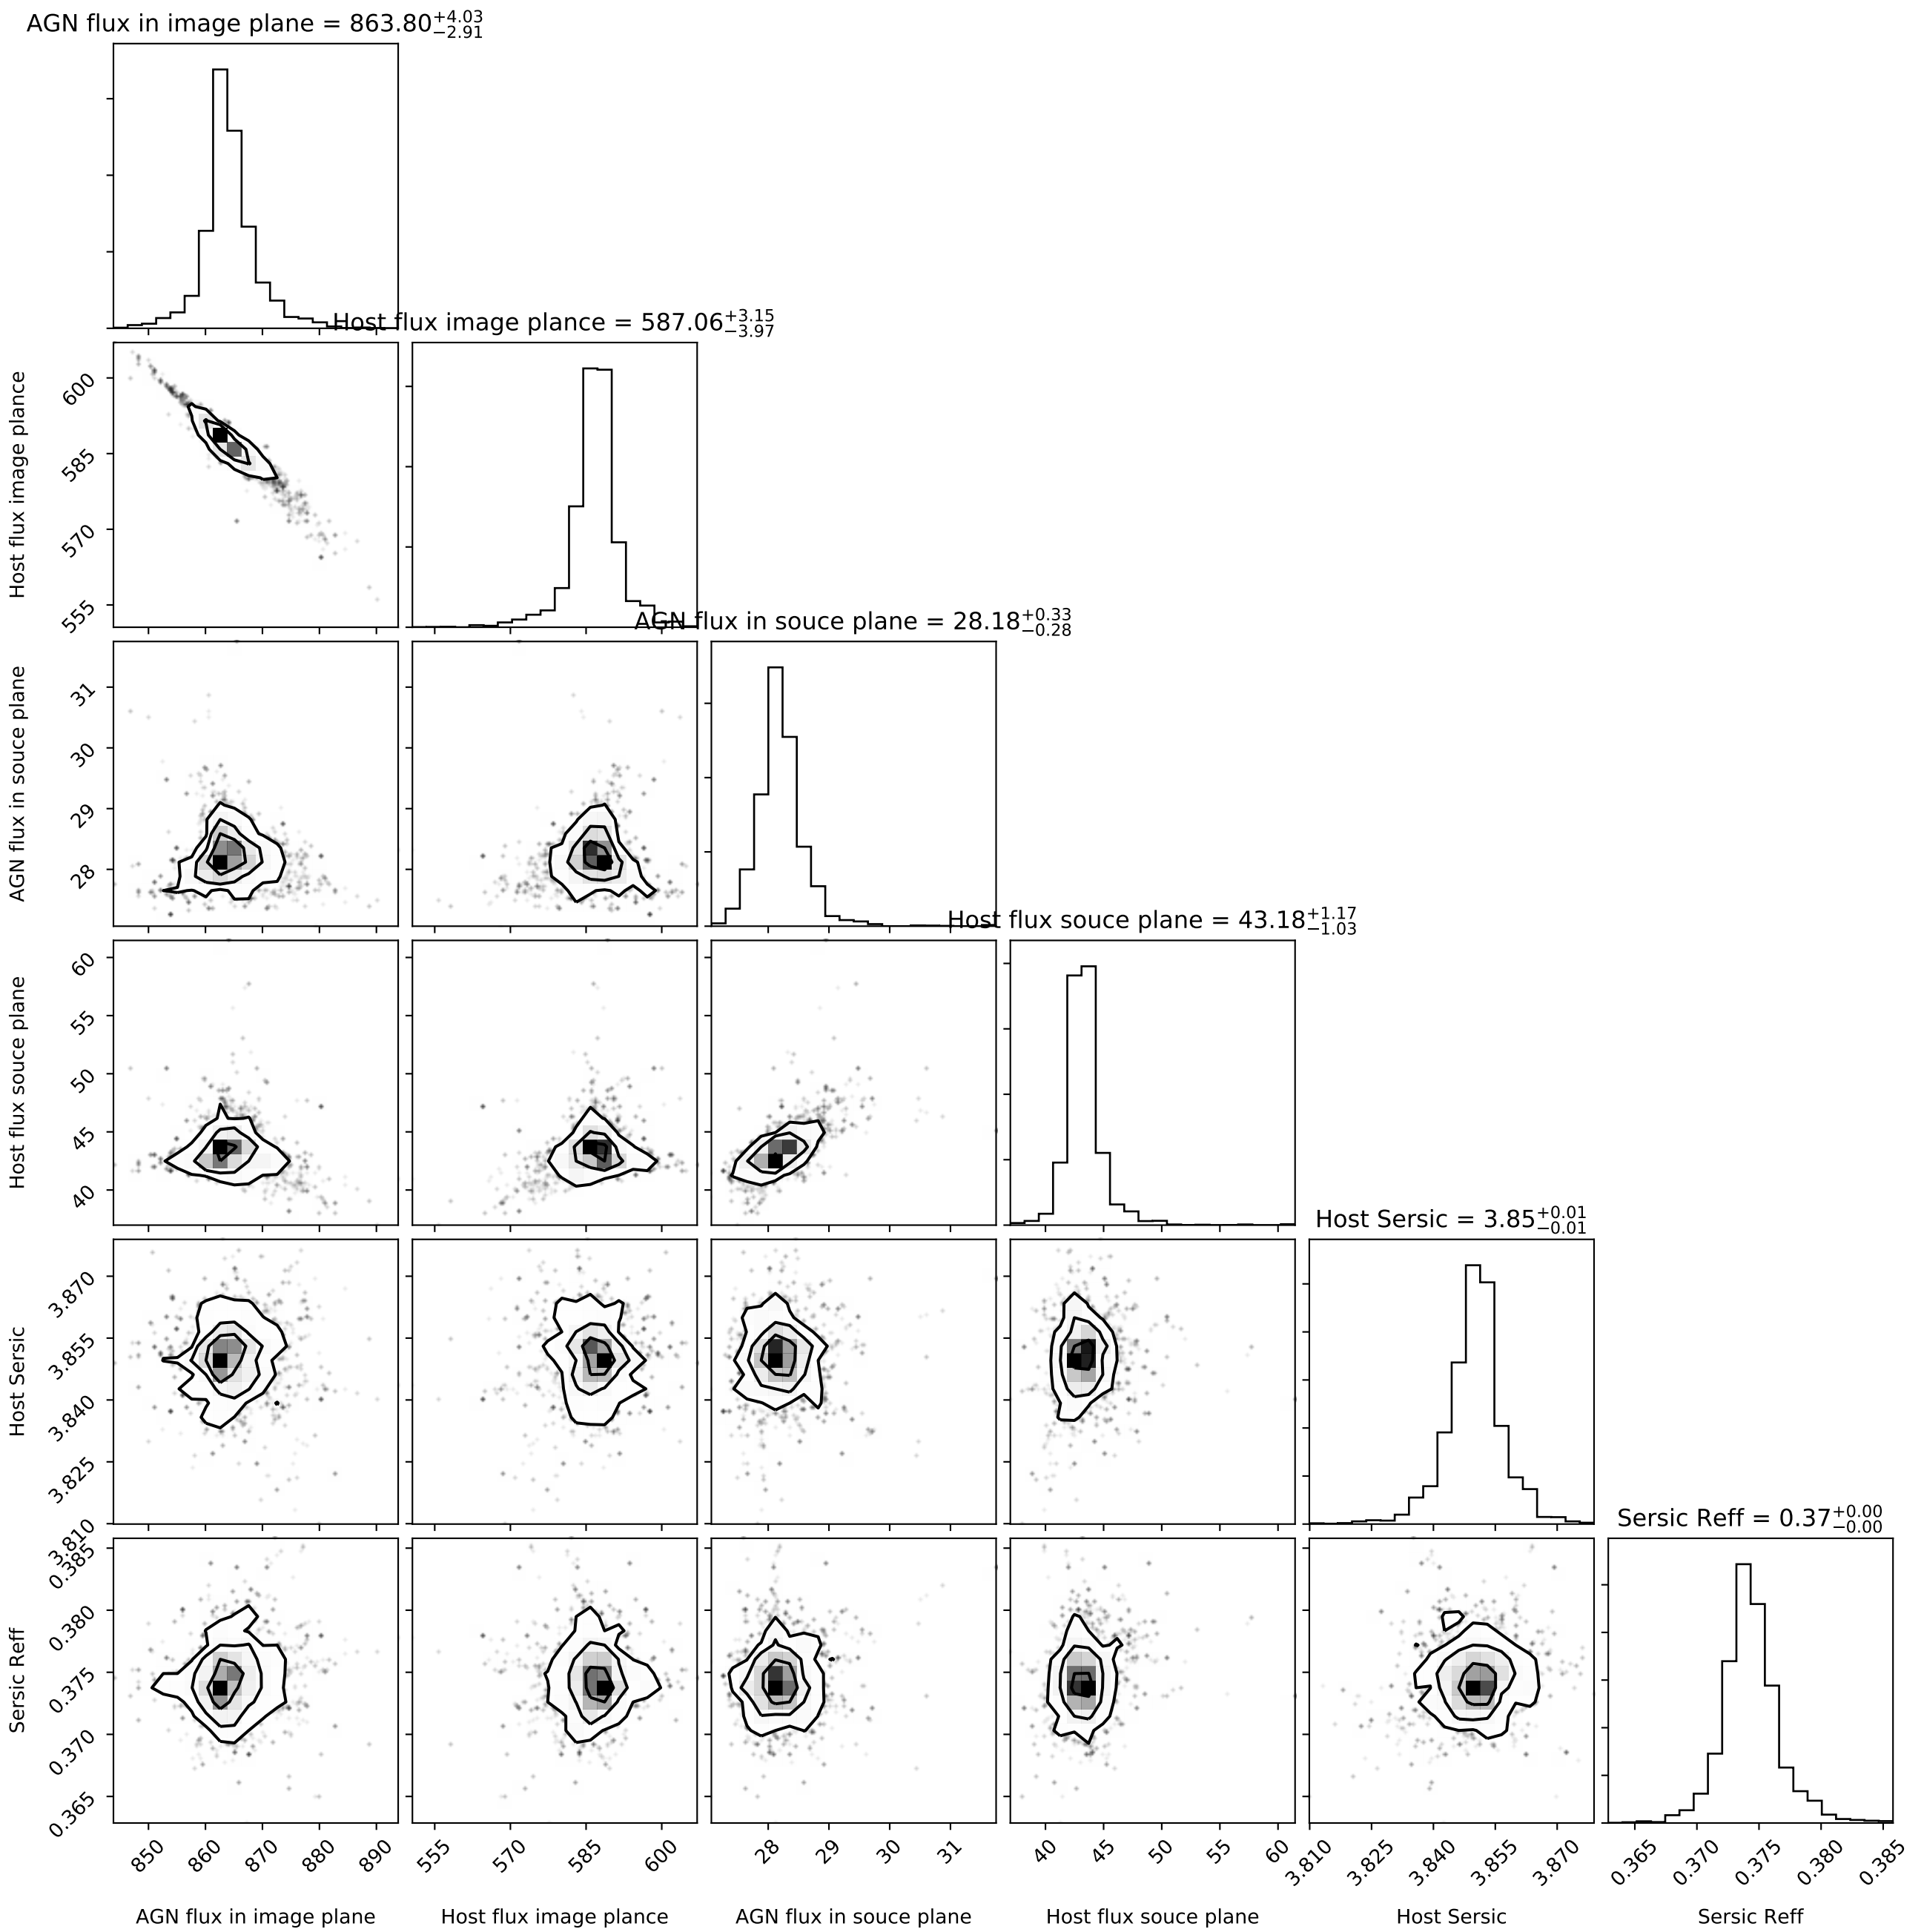 AGN flux in image plane = 863.80+4.03 −2.91
Host flux image plance = 587.06+3.15 −3.97
Host flux image plance
600
585
570
555
AGN flux in souce plane = 28.18+0.33 −0.28
AGN flux in souce plane
31
30
29
28
Host flux souce plane = 43.18+1.17 −1.03
Host flux souce plane
60
55
50
45
40
Host Sersic = 3.85+0.01 −0.01
Host Sersic
3.870
3.855
3.840
3.825
3.810
Sersic Reff = 0.37+0.00 −0.00
Sersic Reff
0.385
0.380
0.375
0.370
0.365
850 860 870 880 890 555 570 585 600 28 29 30 31 40 45 50 55 60 3.810 3.825 3.840 3.855 3.870 0.365 0.370 0.375 0.380 0.385
AGN flux in image plane Host flux image plance AGN flux in souce plane Host flux souce plane Host Sersic Sersic Reff